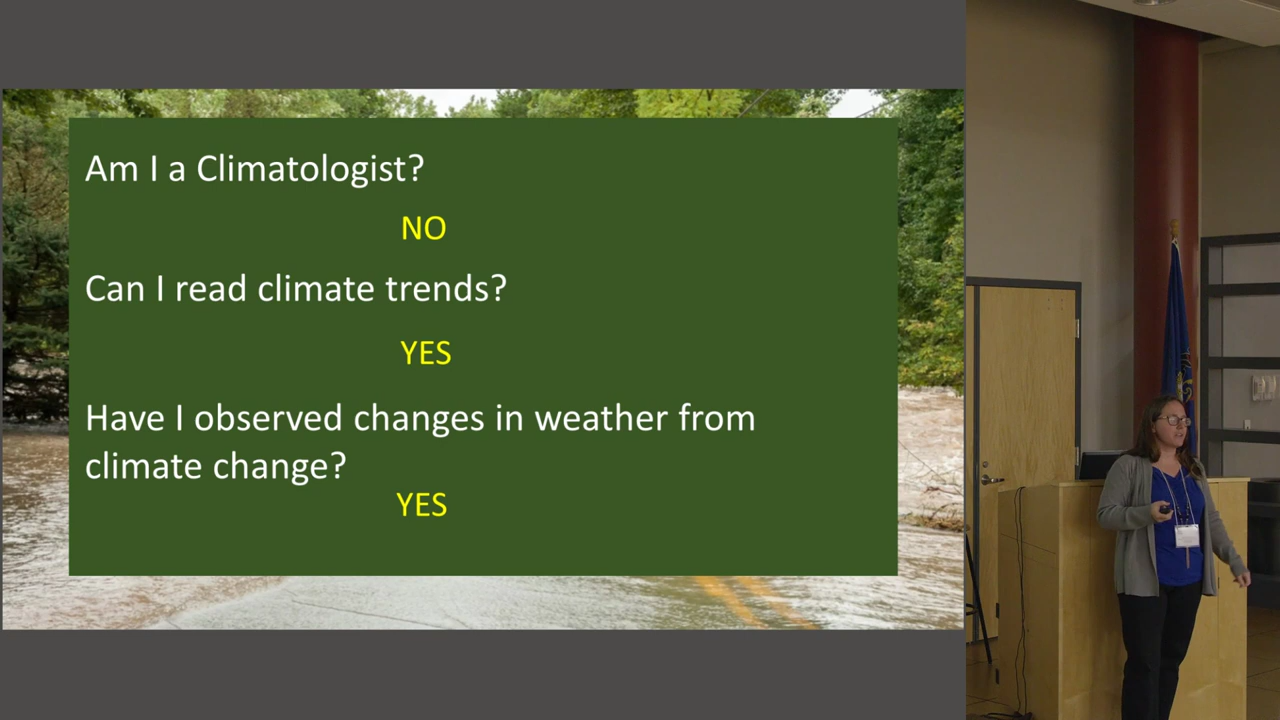 Am I a Climatologist?
NO
Can I read climate trends?
YES
Have I observed changes in weather from
climate change?
YES